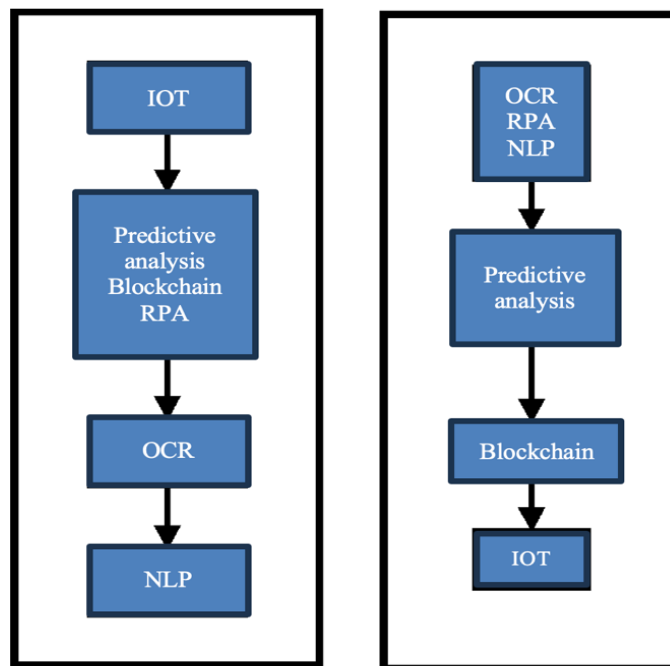 IOT
Predictive
analysis
Blockchain
RPA
OCR
NLP
OCR
RPA
NLP
Predictive
analysis
Blockchain
IOT